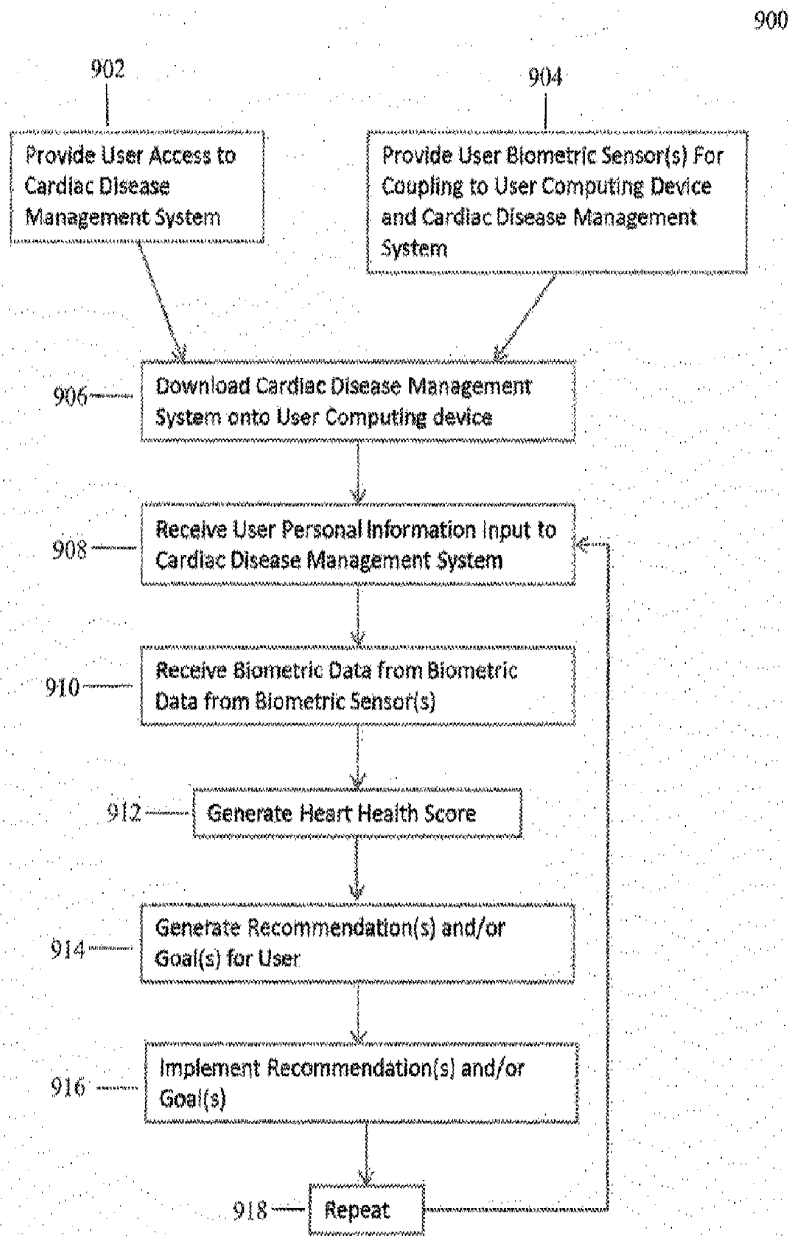 900
902
904
Provide User Access to
Cardiac Disease
Management System
Provide User Biometric Sensor(s) For
Coupling to User Computing Device
and Cardiac Disease Management
System
906
Download Cardiac Disease Management
System onto User Computing device
908
Receive User Personal Information Input to
Cardiac Disease Management System
910
Receive Biometric Data from Biometric
Data from Biometric Sensor(s)
912
Generate Heart Health Score
914
Generate Recommendation(s) and/or
Goal(s) for User
916
Implement Recommendation(s) and/or
Goal(s)
918
Repeat